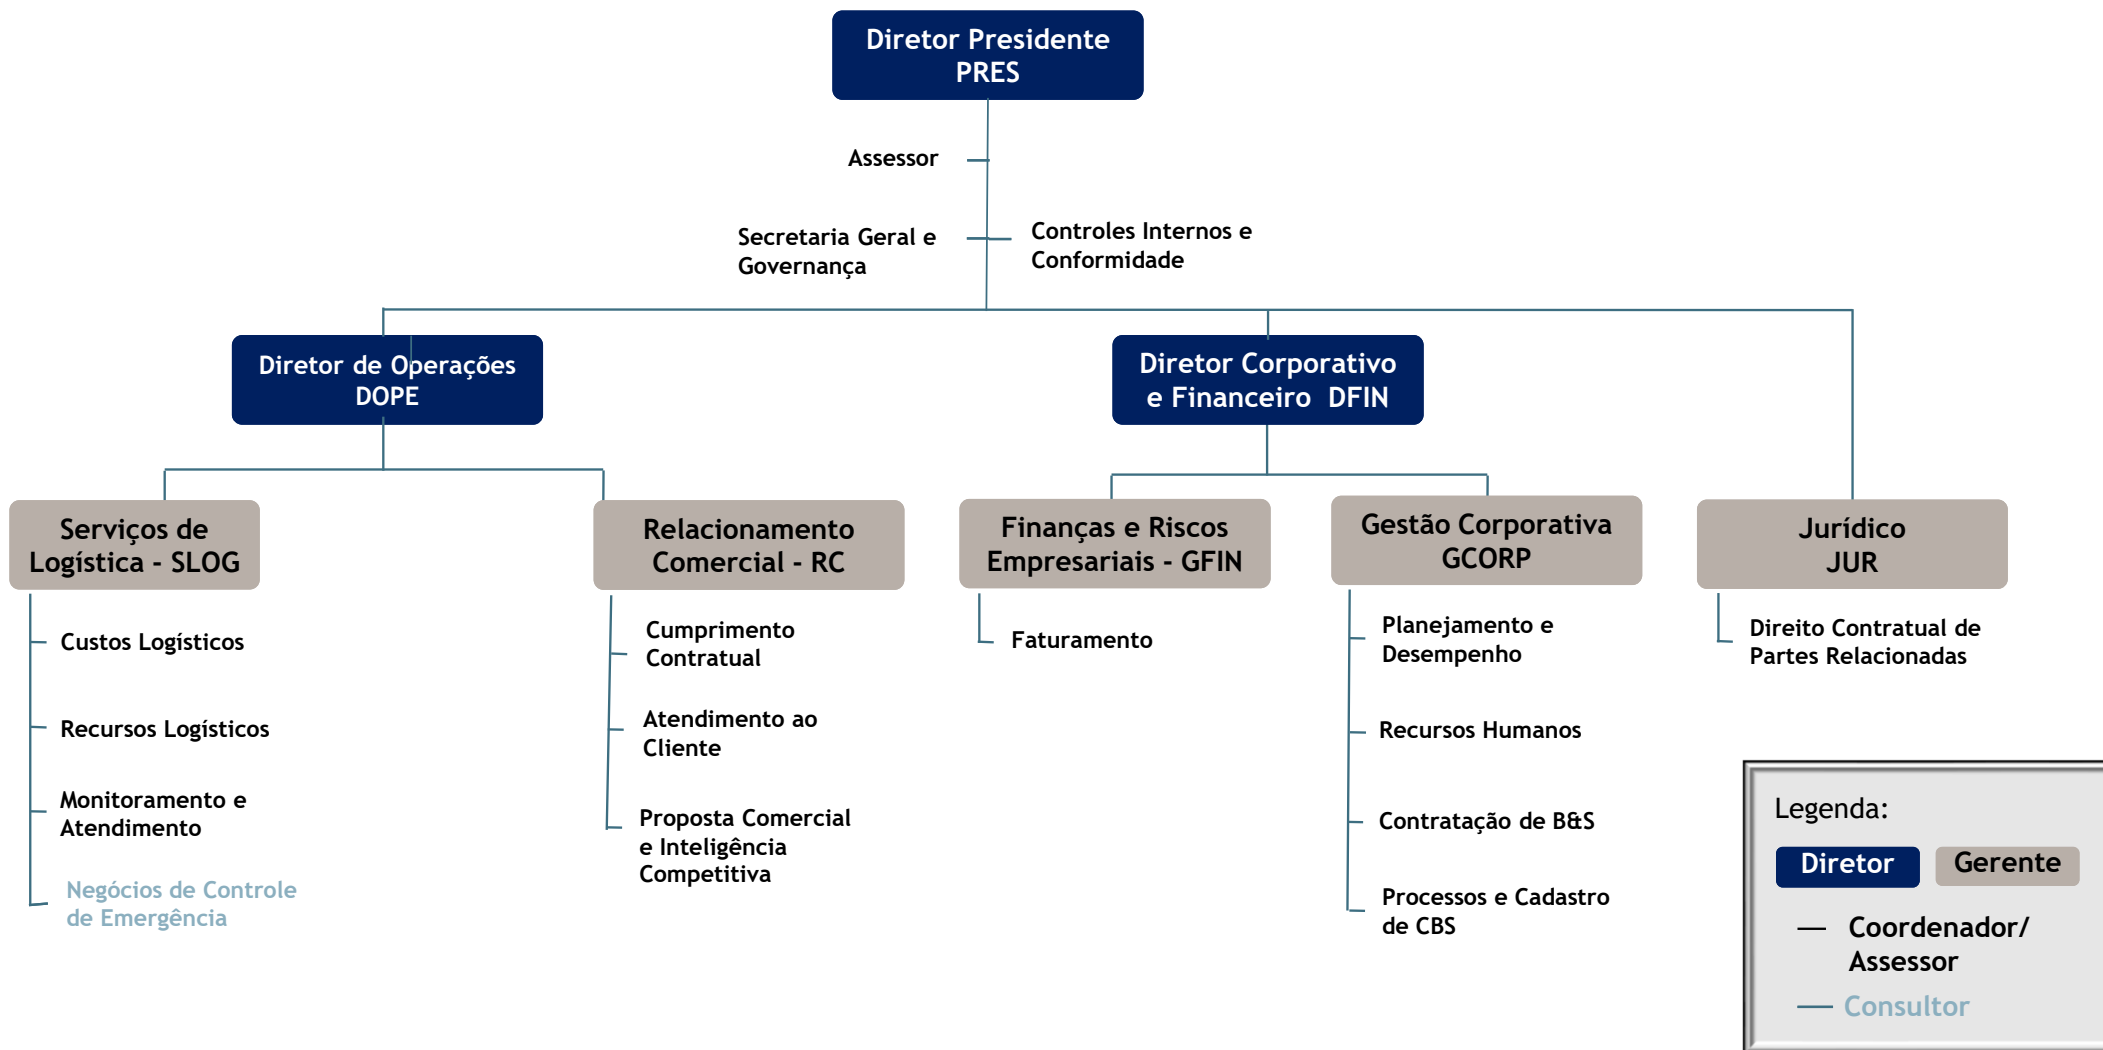 Diretor Presidente
PRES
Assessor
Secretaria Geral e
Governança
Controles Internos e
Conformidade
Diretor de Operações
DOPE
Diretor Corporativo
e Financeiro DFIN
Serviços de
Logística - SLOG
Relacionamento
Comercial - RC
Finanças e Riscos
Empresariais - GFIN
Gestão Corporativa
GCORP
Jurídico
JUR
Custos Logísticos
Recursos Logísticos
Monitoramento e
Atendimento
Negócios de Controle
de Emergência
Cumprimento
Contratual
Atendimento ao
Cliente
Proposta Comercial
e Inteligência
Competitiva
Faturamento
Planejamento e
Desempenho
Recursos Humanos
Contratação de B&S
Processos e Cadastro
de CBS
Direito Contratual de
Partes Relacionadas
Legenda:
Diretor
Gerente
Coordenador/
Assessor
Consultor